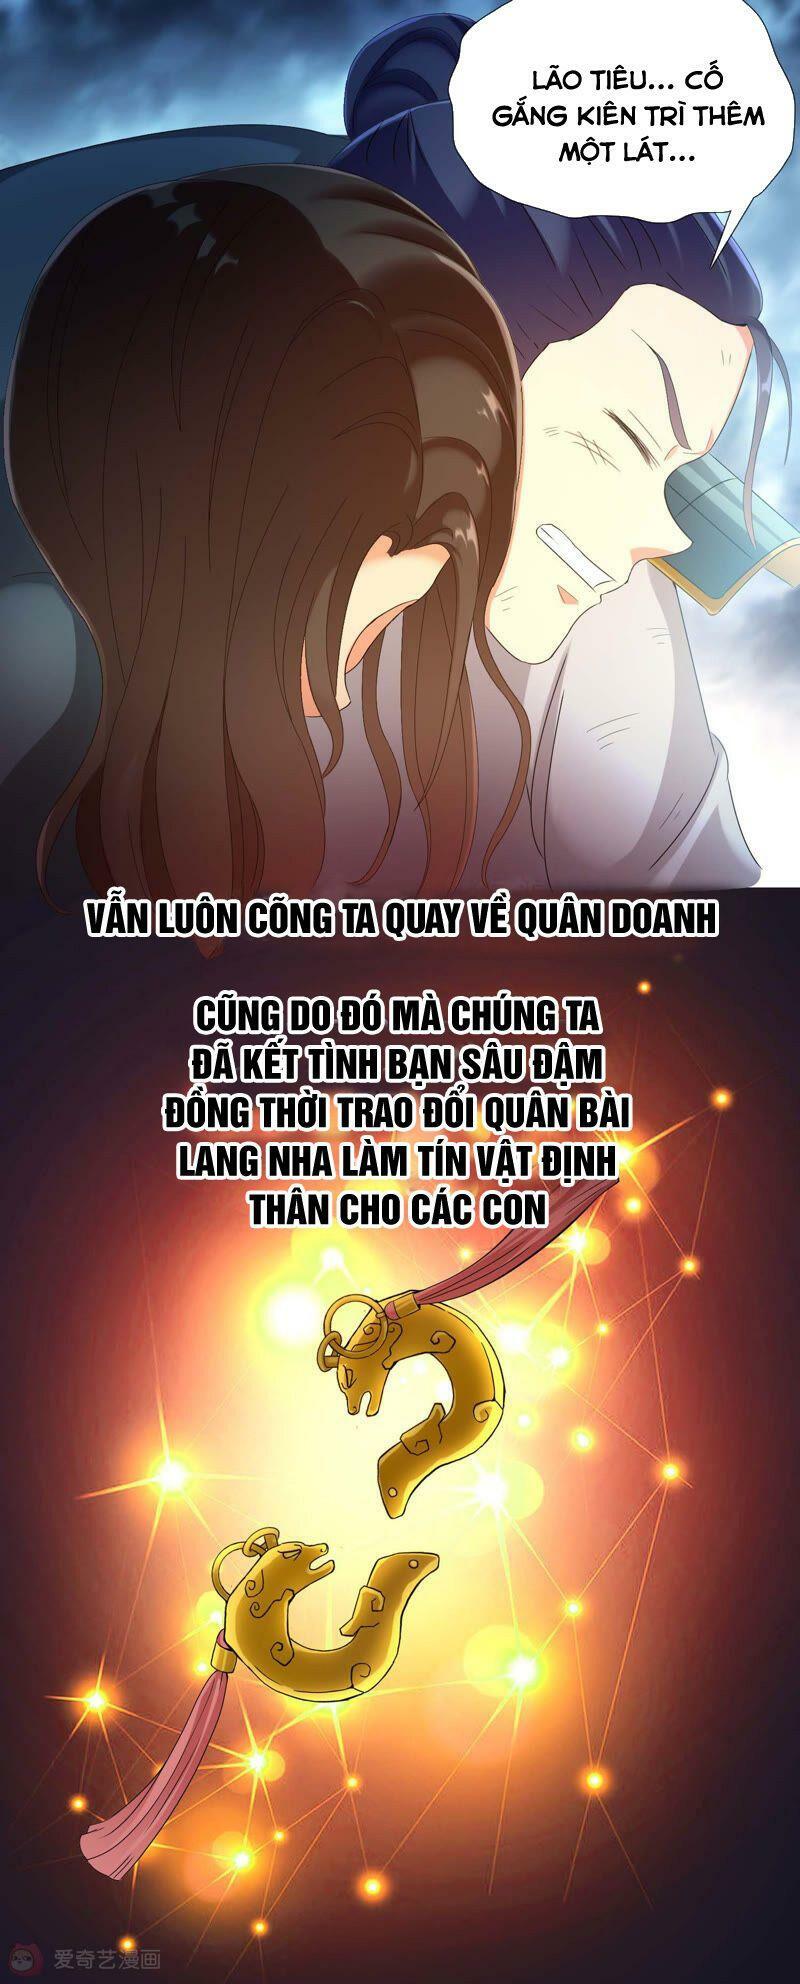 LÃO TIÊU... CỐ
GẮNG KIÊN TRÌ THÊM
MỘT LÁT...
VẪN LUÔN CÕNG TA QUAY VỀ QUÂN DOANH
CŨNG DO ĐÓ MÀ CHÚNG TA
ĐÃ KẾT TÌNH BẠN SÂU ĐẬM
ĐỒNG THỜI TRAO ĐỔI QUÂN BÀI
LANG NHA LÀM TÍN VẬT ĐỊNH
THÂN CHO CÁC CON
爱奇艺漫画